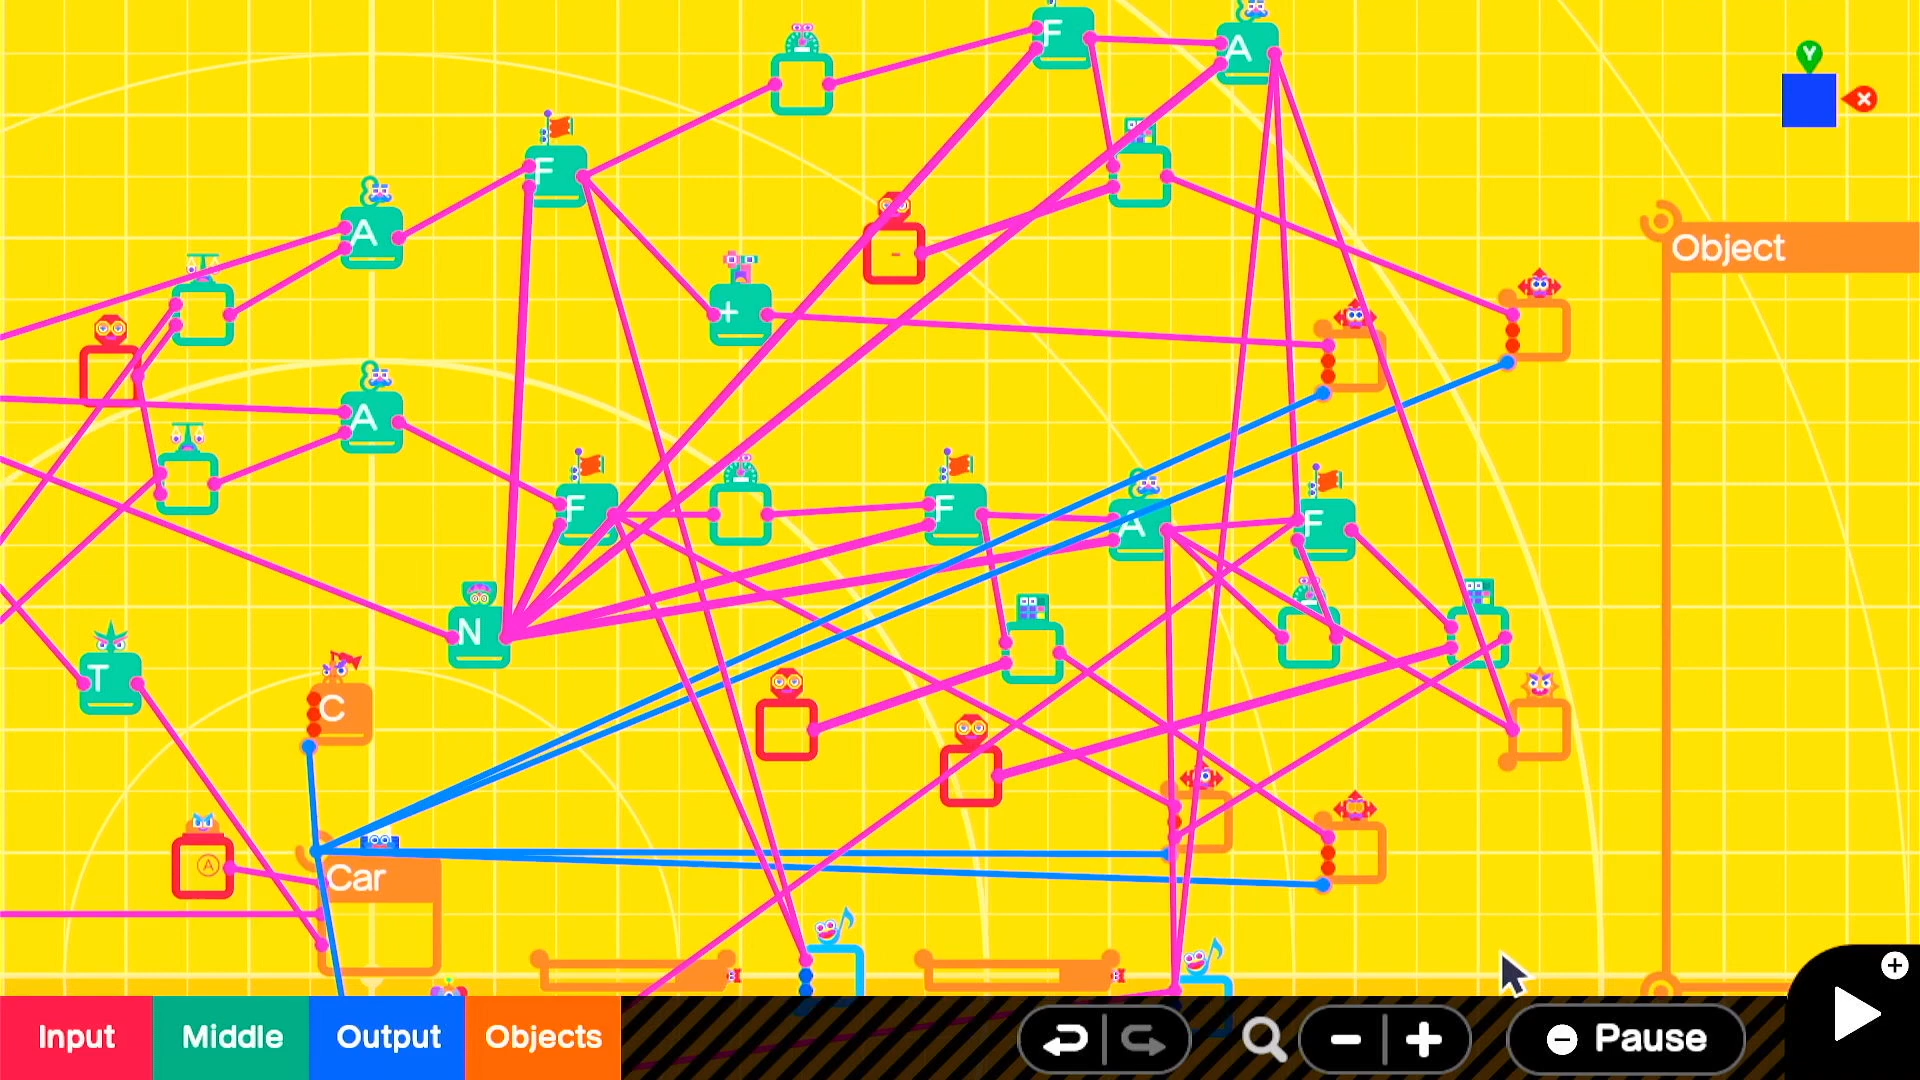 F
A
Y
F
X
A
-
Object
+
A
F
F
A
F
N
T
C
A
Car
Input
Middle
Output
Objects
- + - Pause +